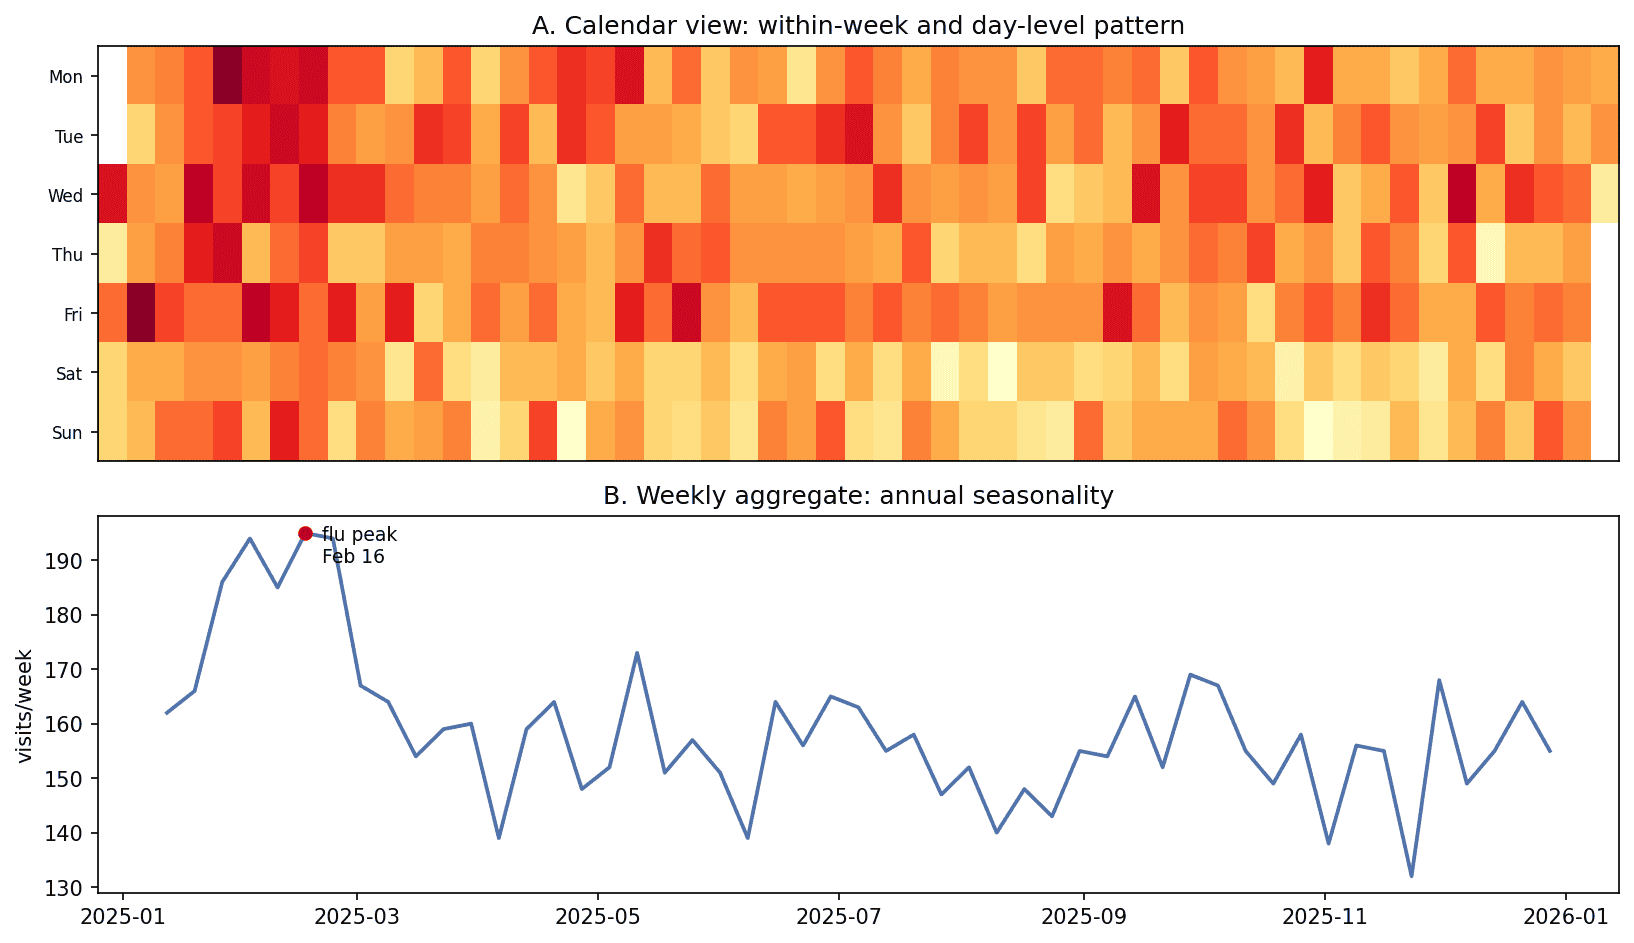 A. Calendar view: within-week and day-level pattern
Mon
Tue
Wed
Thu
Fri
Sat
Sun
B. Weekly aggregate: annual seasonality
flu peak
Feb 16
visits/week
190
180
170
160
150
140
130
2025-01
2025-03
2025-05
2025-07
2025-09
2025-11
2026-01